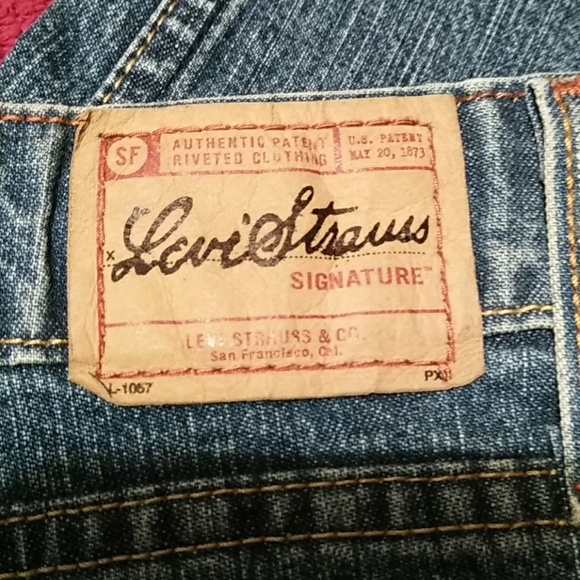 SF
AUTHENTIC PATENT
RIVETED CLOTHING
U.S. PATENT
MAY 20, 1873
x Levi Strauss
SIGNATURE™
LEVI STRAUSS & CO.
San Francisco, Cal.
L-1057